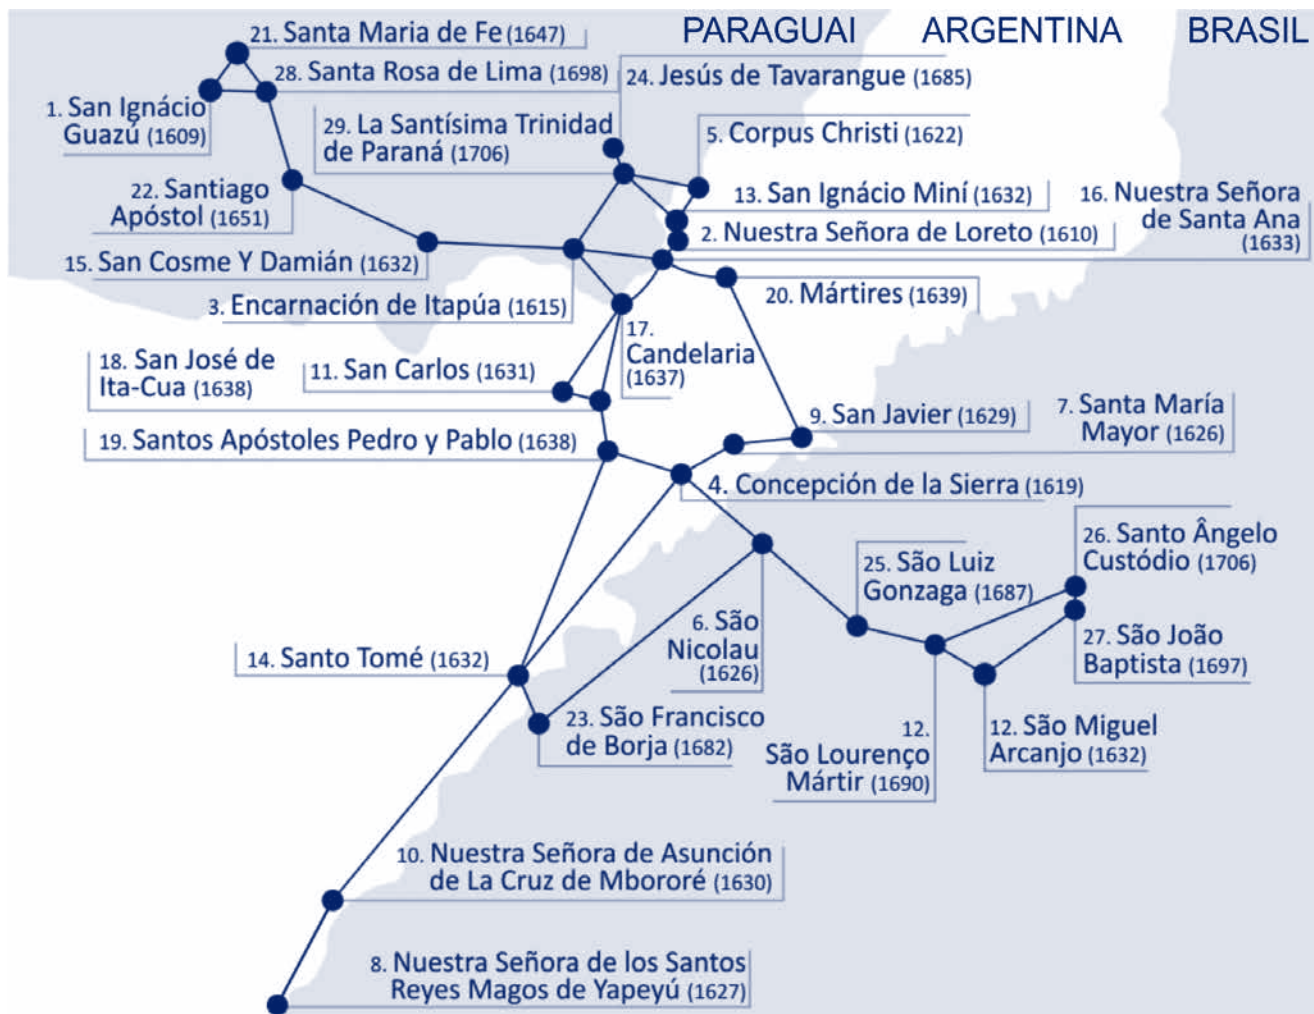 PARAGUAI
ARGENTINA
BRASIL
21. Santa Maria de Fe (1647)
28. Santa Rosa de Lima (1698)
24. Jesús de Tavarangue (1685)
1. San Ignácio
Guazú (1609)
29. La Santísima Trinidad
de Paraná (1706)
5. Corpus Christi (1622)
22. Santiago
Apóstol (1651)
13. San Ignácio Miní (1632)
16. Nuestra Señora
de Santa Ana
(1633)
2. Nuestra Señora de Loreto (1610)
15. San Cosme Y Damián (1632)
3. Encarnación de Itapúa (1615)
20. Mártires (1639)
17.
Candelaria
(1637)
18. San José de
Ita-Cua (1638)
11. San Carlos (1631)
9. San Javier (1629)
7. Santa María
Mayor (1626)
19. Santos Apóstoles Pedro y Pablo (1638)
4. Concepción de la Sierra (1619)
26. Santo Ângelo
Custódio (1706)
25. São Luiz
Gonzaga (1687)
6. São
Nicolau
(1626)
27. São João
Baptista (1697)
14. Santo Tomé (1632)
23. São Francisco
de Borja (1682)
12.
São Lourenço
Mártir (1690)
12. São Miguel
Arcanjo (1632)
10. Nuestra Señora de Asunción
de La Cruz de Mbororé (1630)
8. Nuestra Señora de los Santos
Reyes Magos de Yapeyú (1627)